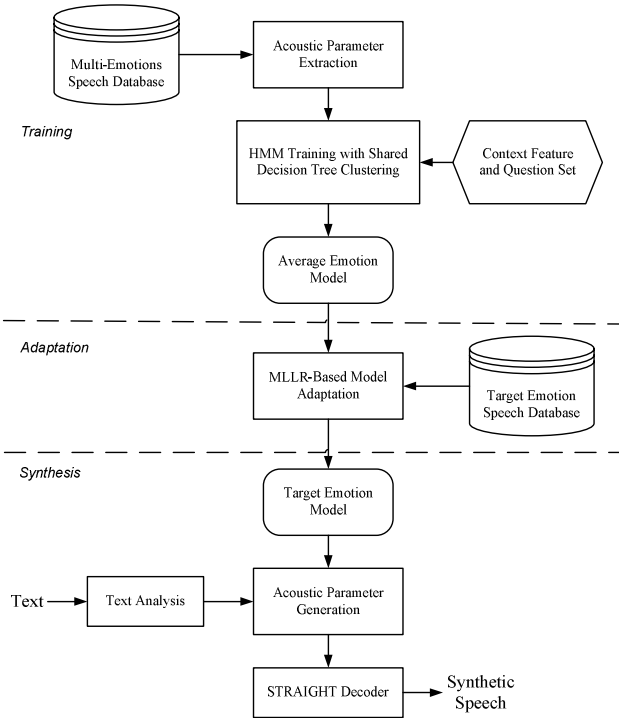 Multi-Emotions
Speech Database
Acoustic Parameter
Extraction
Training
HMM Training with Shared
Decision Tree Clustering
Context Feature
and Question Set
Average Emotion
Model
Adaptation
MLLR-Based Model
Adaptation
Target Emotion
Speech Database
Synthesis
Target Emotion
Model
Text
Text Analysis
Acoustic Parameter
Generation
STRAIGHT Decoder
Synthetic
Speech